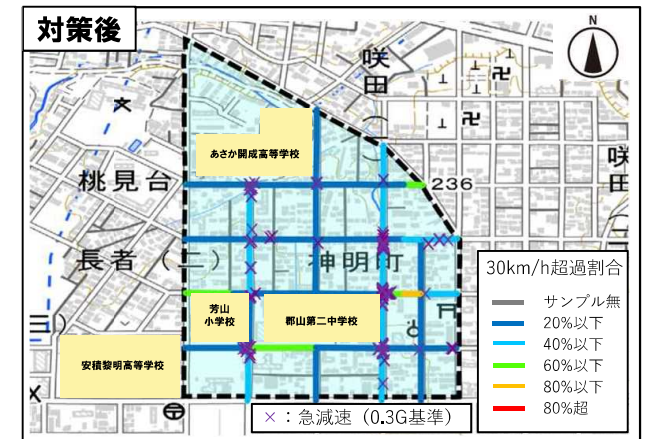 対策後
N
咲田(二)
あさか開成高等学校
桃見台
236
咲田
長者(二)
神明町
30km/h超過割合
サンプル無
20%以下
40%以下
60%以下
80%以下
80%超
芳山
小学校
郡山第二中学校
三)
安積黎明高等学校
×:急減速(0.3G基準)